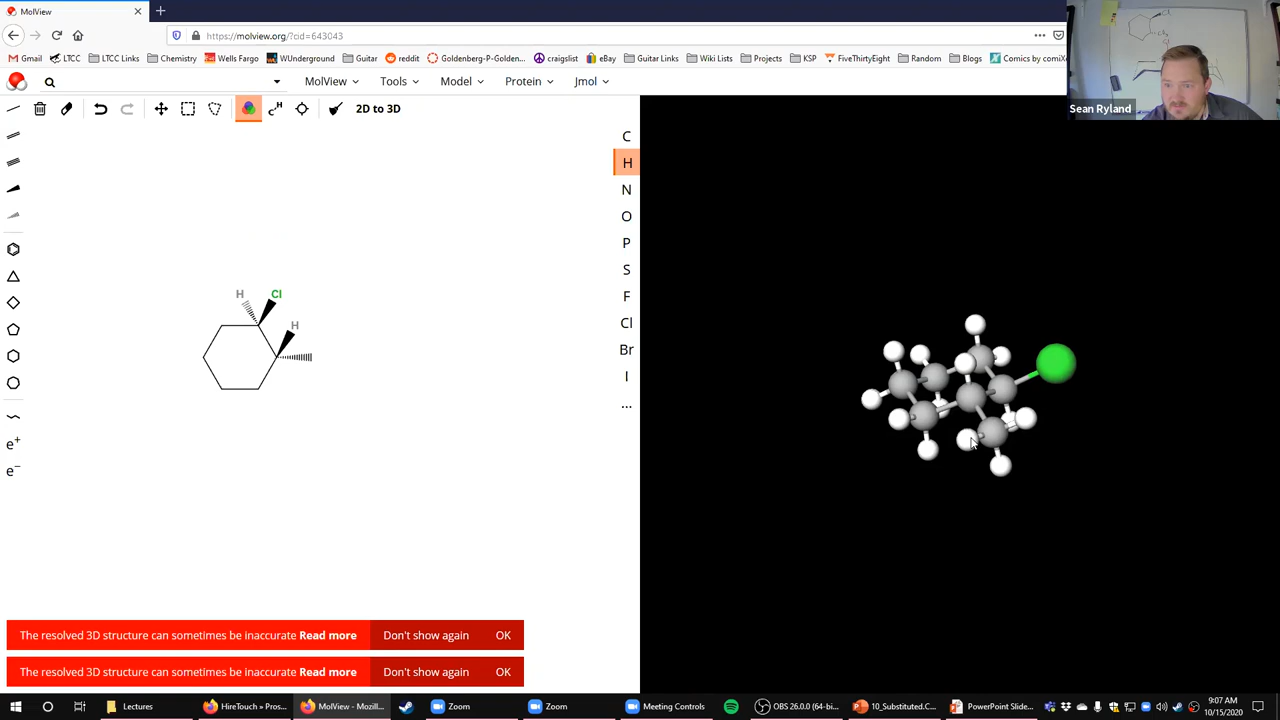 MolView
https://molview.org/?cid=643043
Gmail LTCC LTCC Links Chemistry Wells Fargo WUnderground Guitar reddit Goldenberg-P-Golden... craigslist eBay Guitar Links Wiki Lists Projects KSP FiveThirtyEight Random Blogs Comics by comiX
MolView Tools Model Protein Jmol
2D to 3D
Sean Ryland
C
H
N
O
P
S
F
Cl
Br
I
...
H Cl
H
e+
e−
The resolved 3D structure can sometimes be inaccurate Read more Don't show again OK
The resolved 3D structure can sometimes be inaccurate Read more Don't show again OK
Lectures HireTouch » Pros... MolView - Mozill... Zoom Zoom Meeting Controls OBS 26.0.0 (64-bi... 10_Substituted.C... PowerPoint Slide...
9:07 AM
10/15/2020